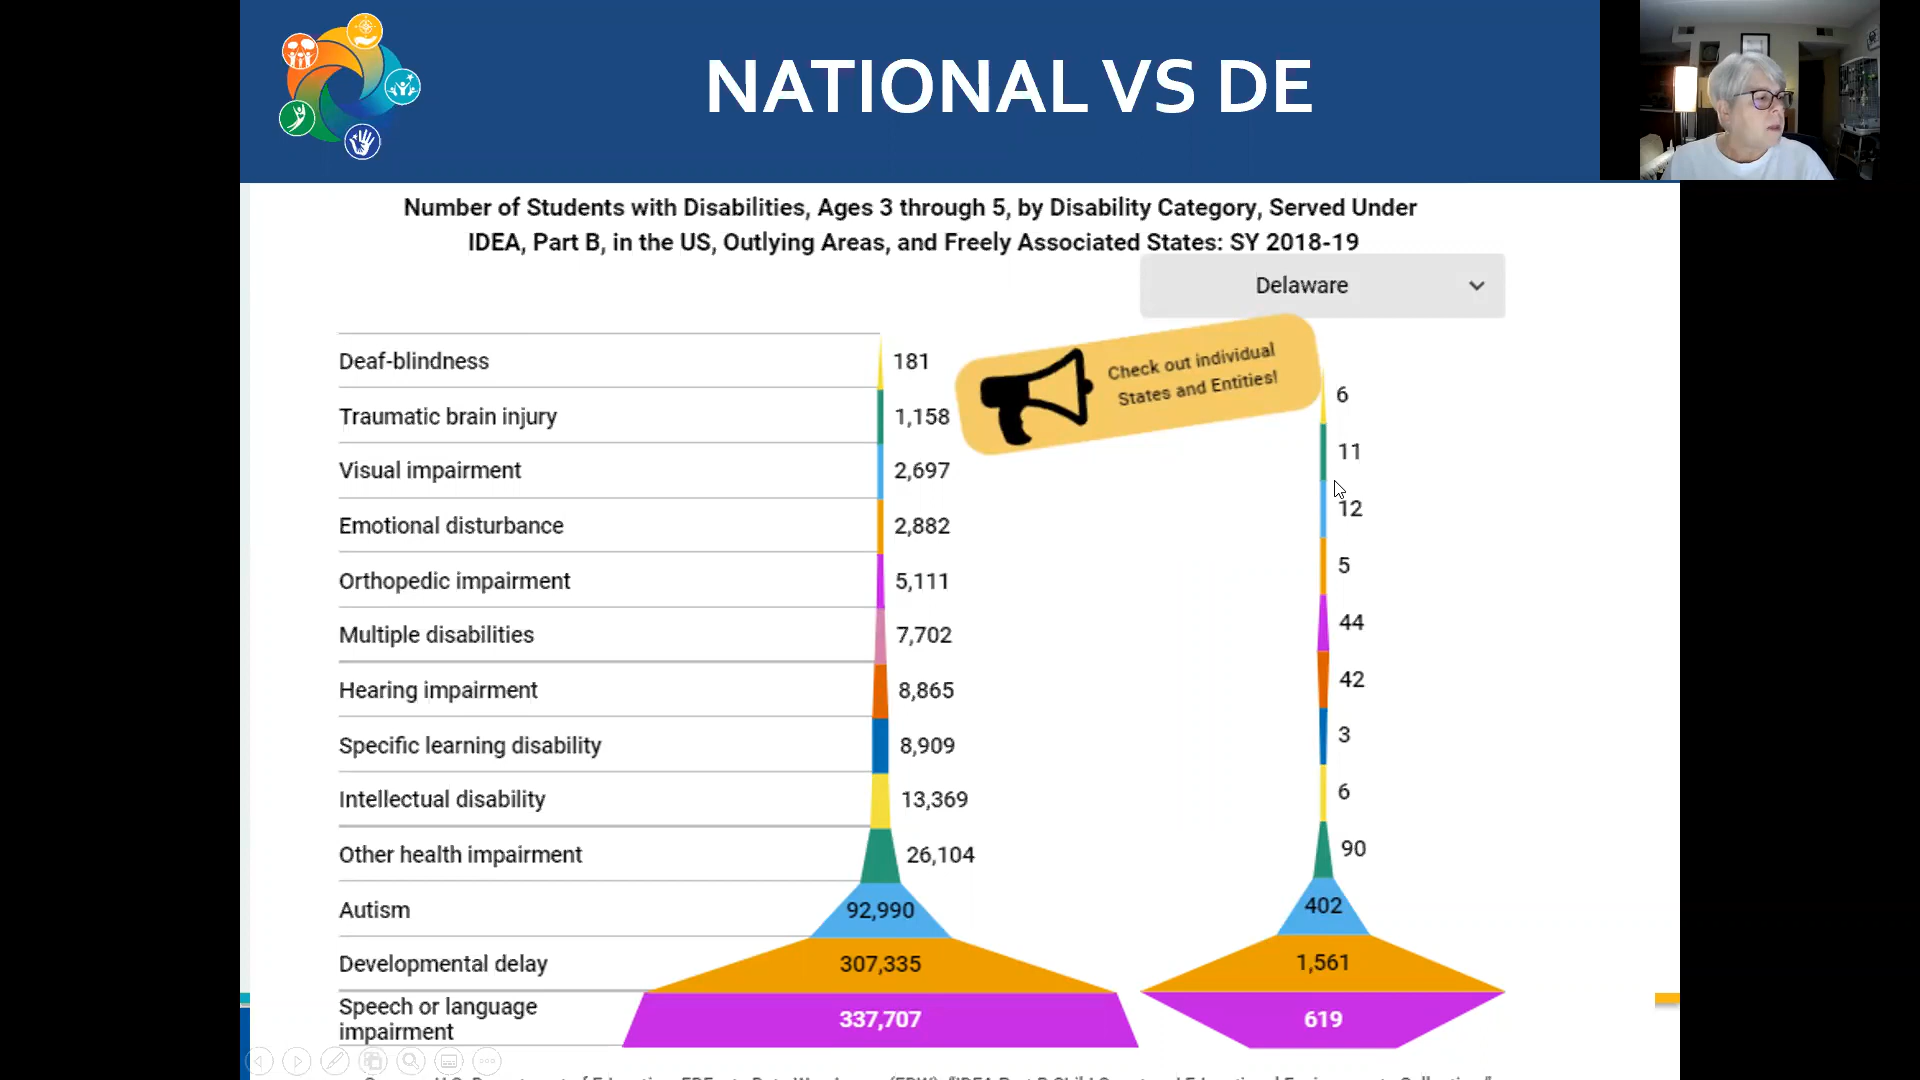 NATIONAL VS DE
Number of Students with Disabilities, Ages 3 through 5, by Disability Category, Served Under
IDEA, Part B, in the US, Outlying Areas, and Freely Associated States: SY 2018-19
Delaware
Check out individual
States and Entities!
Deaf-blindness 181 6
Traumatic brain injury 1,158 11
Visual impairment 2,697 12
Emotional disturbance 2,882 5
Orthopedic impairment 5,111 44
Multiple disabilities 7,702 42
Hearing impairment 8,865 3
Specific learning disability 8,909 6
Intellectual disability 13,369 90
Other health impairment 26,104
Autism 92,990 402
Developmental delay 307,335 1,561
Speech or language
impairment 337,707 619